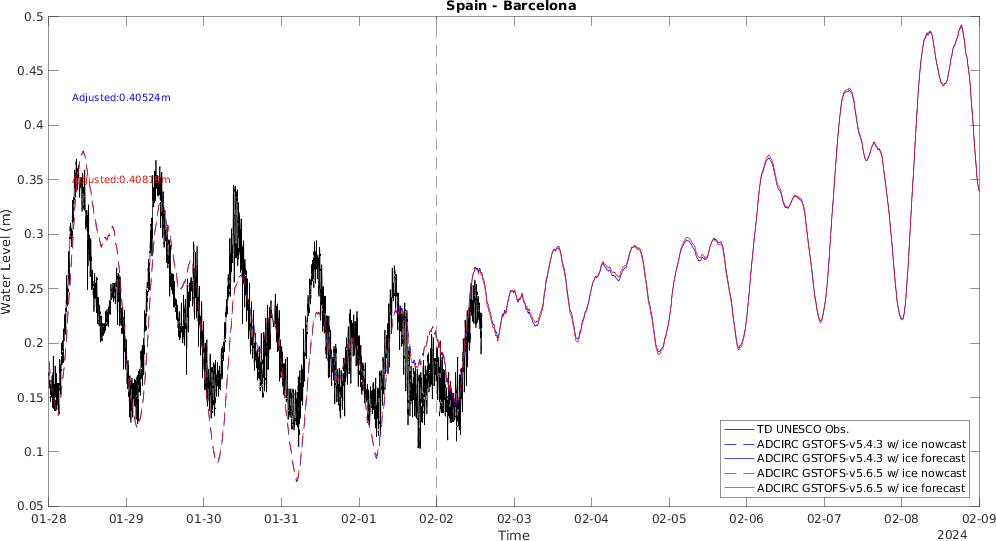 Spain - Barcelona
0.5
0.45
0.4
0.35
0.3
0.25
0.2
0.15
0.1
0.05
Water Level (m)
Adjusted:0.40524m
TD UNESCO Obs.
ADCIRC GSTOFS-v5.4.3 w/ ice nowcast
ADCIRC GSTOFS-v5.4.3 w/ ice forecast
ADCIRC GSTOFS-v5.6.5 w/ ice nowcast
ADCIRC GSTOFS-v5.6.5 w/ ice forecast
01-28 01-29 01-30 01-31 02-01 02-02 02-03 02-04 02-05 02-06 02-07 02-08 02-09
Time
2024